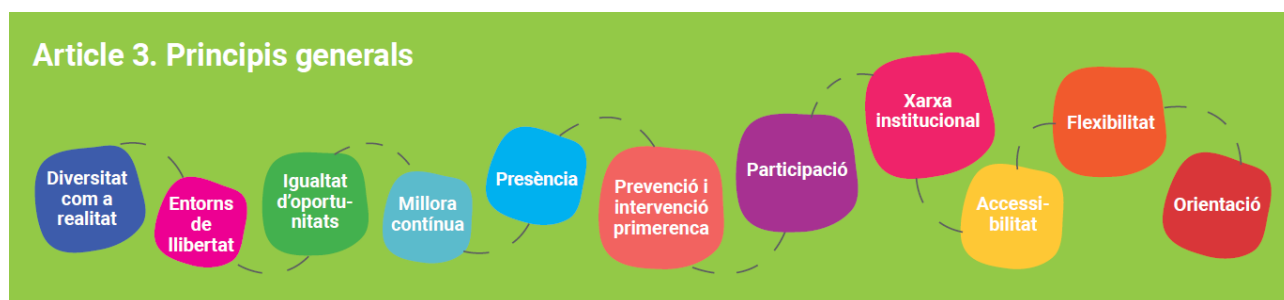 Article 3. Principis generals
Diversitat
com a
realitat
Entorns
de
llibertat
Igualtat
d'oportu-
nitats
Millora
contínua
Presència
Prevenció i
intervenció
primerenca
Participació
Xarxa
institucional
Accessi-
bilitat
Flexibilitat
Orientació